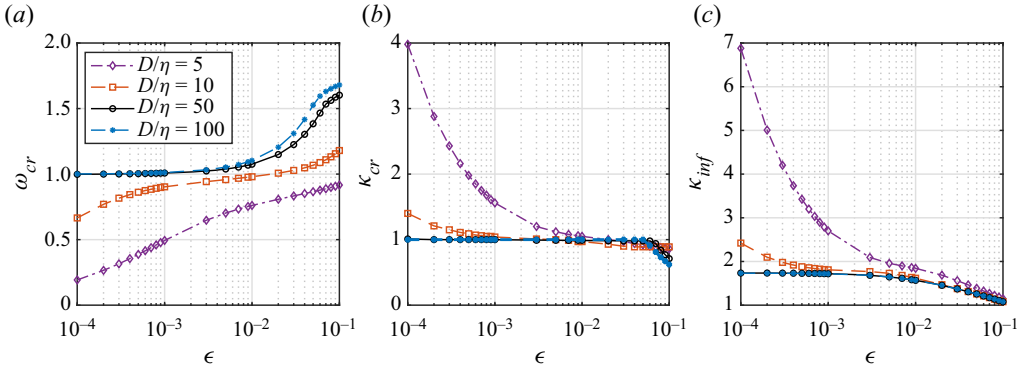 (a) (b) (c)
2.0 1.5 1.0 0.5 0
D/η = 5
D/η = 10
D/η = 50
D/η = 100
ω_cr
10⁻⁴ 10⁻³ 10⁻² 10⁻¹
ϵ
4 3 2 1 0
κ_cr
10⁻⁴ 10⁻³ 10⁻² 10⁻¹
ϵ
7 6 5 4 3 2 1
κ_inf
10⁻⁴ 10⁻³ 10⁻² 10⁻¹
ϵ